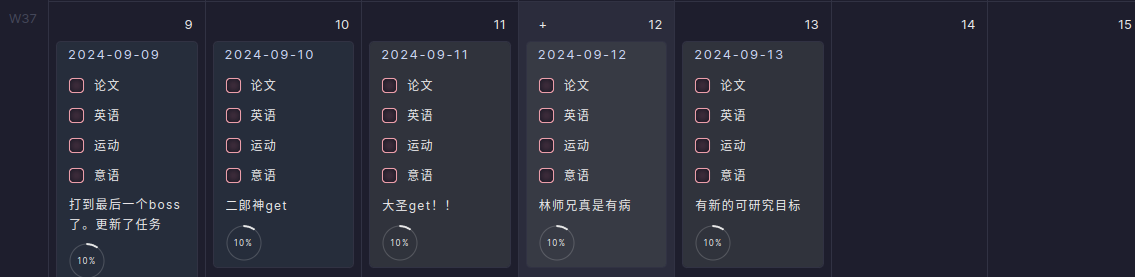 W37
9
10
11
+ 12
13
14
15
2024-09-09
论文
英语
运动
意语
打到最后一个boss
了。更新了任务
10%
2024-09-10
论文
英语
运动
意语
二郎神get
10%
2024-09-11
论文
英语
运动
意语
大圣get！！
10%
2024-09-12
论文
英语
运动
意语
林师兄真是有病
10%
2024-09-13
论文
英语
运动
意语
有新的可研究目标
10%